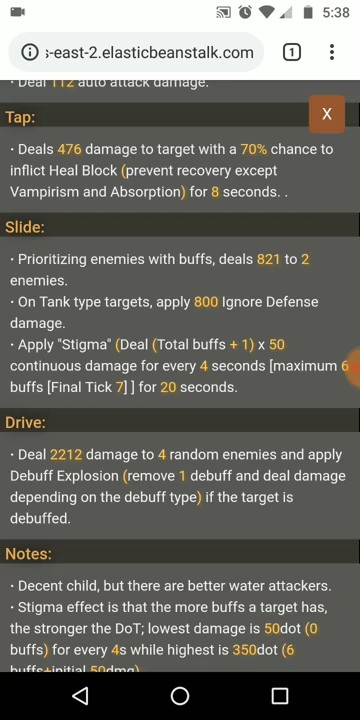 5:38
s-east-2.elasticbeanstalk.com
1
· Deal 112 auto attack damage.
Tap:
X
· Deals 476 damage to target with a 70% chance to
inflict Heal Block (prevent recovery except
Vampirism and Absorption) for 8 seconds. .
Slide:
· Prioritizing enemies with buffs, deals 821 to 2
enemies.
· On Tank type targets, apply 800 Ignore Defense
damage.
· Apply "Stigma" (Deal (Total buffs + 1) x 50
continuous damage for every 4 seconds [maximum 6
buffs [Final Tick 7] ] for 20 seconds.
Drive:
· Deal 2212 damage to 4 random enemies and apply
Debuff Explosion (remove 1 debuff and deal damage
depending on the debuff type) if the target is
debuffed.
Notes:
· Decent child, but there are better water attackers.
· Stigma effect is that the more buffs a target has,
the stronger the DoT; lowest damage is 50dot (0
buffs) for every 4s while highest is 350dot (6
buffs+initial 50dmg)